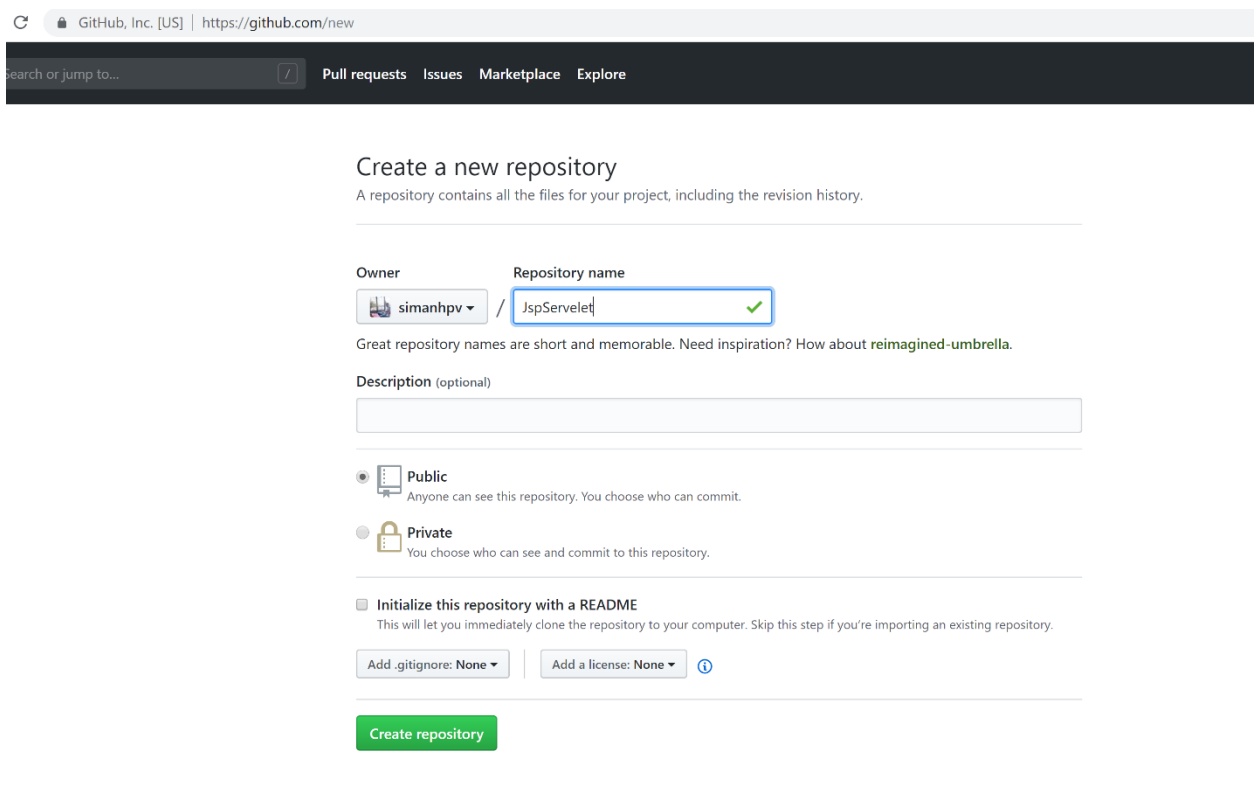 GitHub, Inc. [US] | https://github.com/new
Search or jump to... / Pull requests Issues Marketplace Explore
Create a new repository
A repository contains all the files for your project, including the revision history.
Owner Repository name
simanhpv / JspServelet
Great repository names are short and memorable. Need inspiration? How about reimagined-umbrella.
Description (optional)
Public
Anyone can see this repository. You choose who can commit.
Private
You choose who can see and commit to this repository.
Initialize this repository with a README
This will let you immediately clone the repository to your computer. Skip this step if you’re importing an existing repository.
Add .gitignore: None Add a license: None
Create repository